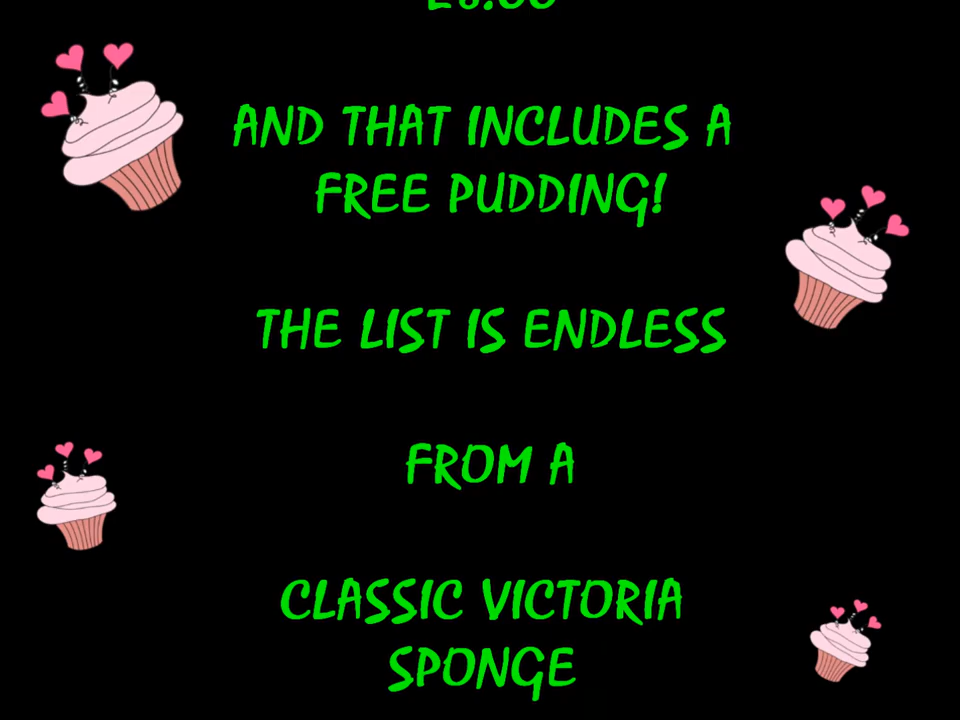 AND THAT INCLUDES A
FREE PUDDING!
THE LIST IS ENDLESS
FROM A
CLASSIC VICTORIA
SPONGE